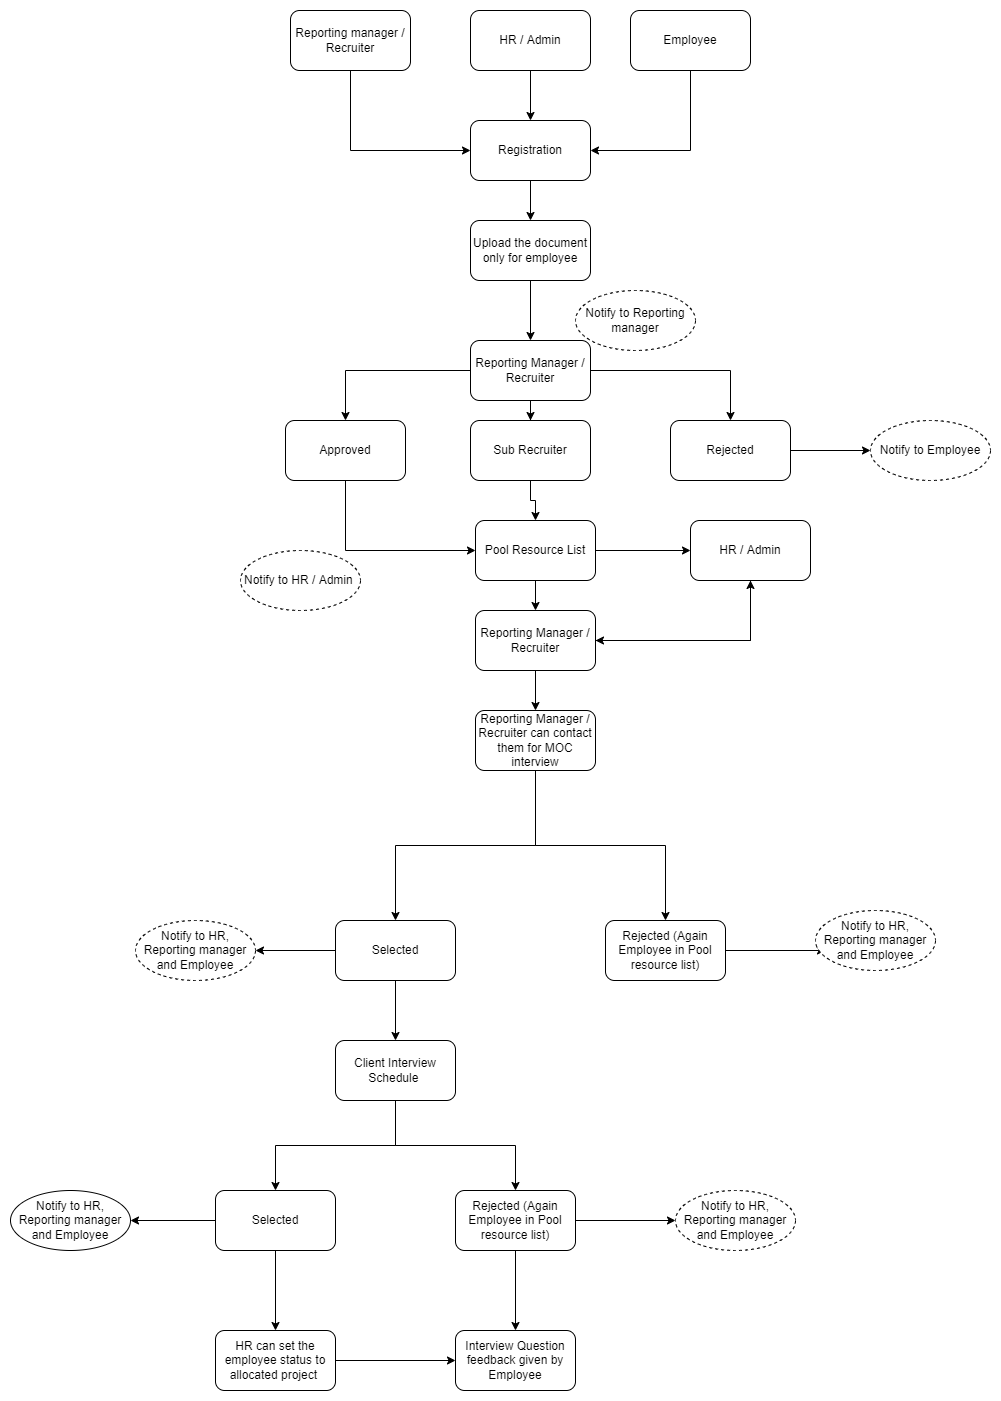 Reporting manager /
Recruiter
HR / Admin
Employee
Registration
Upload the document
only for employee
Notify to Reporting
manager
Reporting Manager /
Recruiter
Approved
Sub Recruiter
Rejected
Notify to Employee
Pool Resource List
HR / Admin
Notify to HR / Admin
Reporting Manager /
Recruiter
Reporting Manager /
Recruiter can contact
them for MOC
interview
Notify to HR,
Reporting manager
and Employee
Selected
Rejected (Again
Employee in Pool
resource list)
Notify to HR,
Reporting manager
and Employee
Client Interview
Schedule
Notify to HR,
Reporting manager
and Employee
Selected
Rejected (Again
Employee in Pool
resource list)
Notify to HR,
Reporting manager
and Employee
HR can set the
employee status to
allocated project
Interview Question
feedback given by
Employee